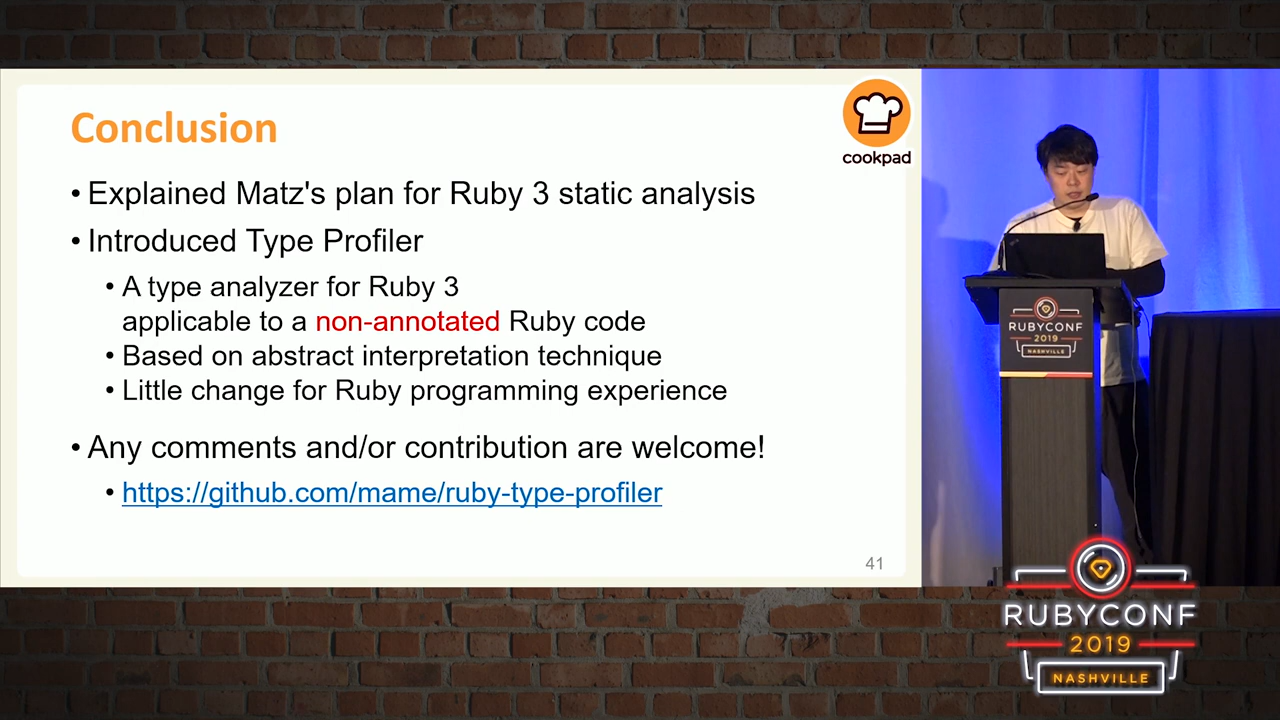 Conclusion
cookpad
• Explained Matz's plan for Ruby 3 static analysis
• Introduced Type Profiler
• A type analyzer for Ruby 3
applicable to a non-annotated Ruby code
• Based on abstract interpretation technique
• Little change for Ruby programming experience
• Any comments and/or contribution are welcome!
• https://github.com/mame/ruby-type-profiler
41
RUBYCONF
2019
NASHVILLE
RUBYCONF
2019
NASHVILLE